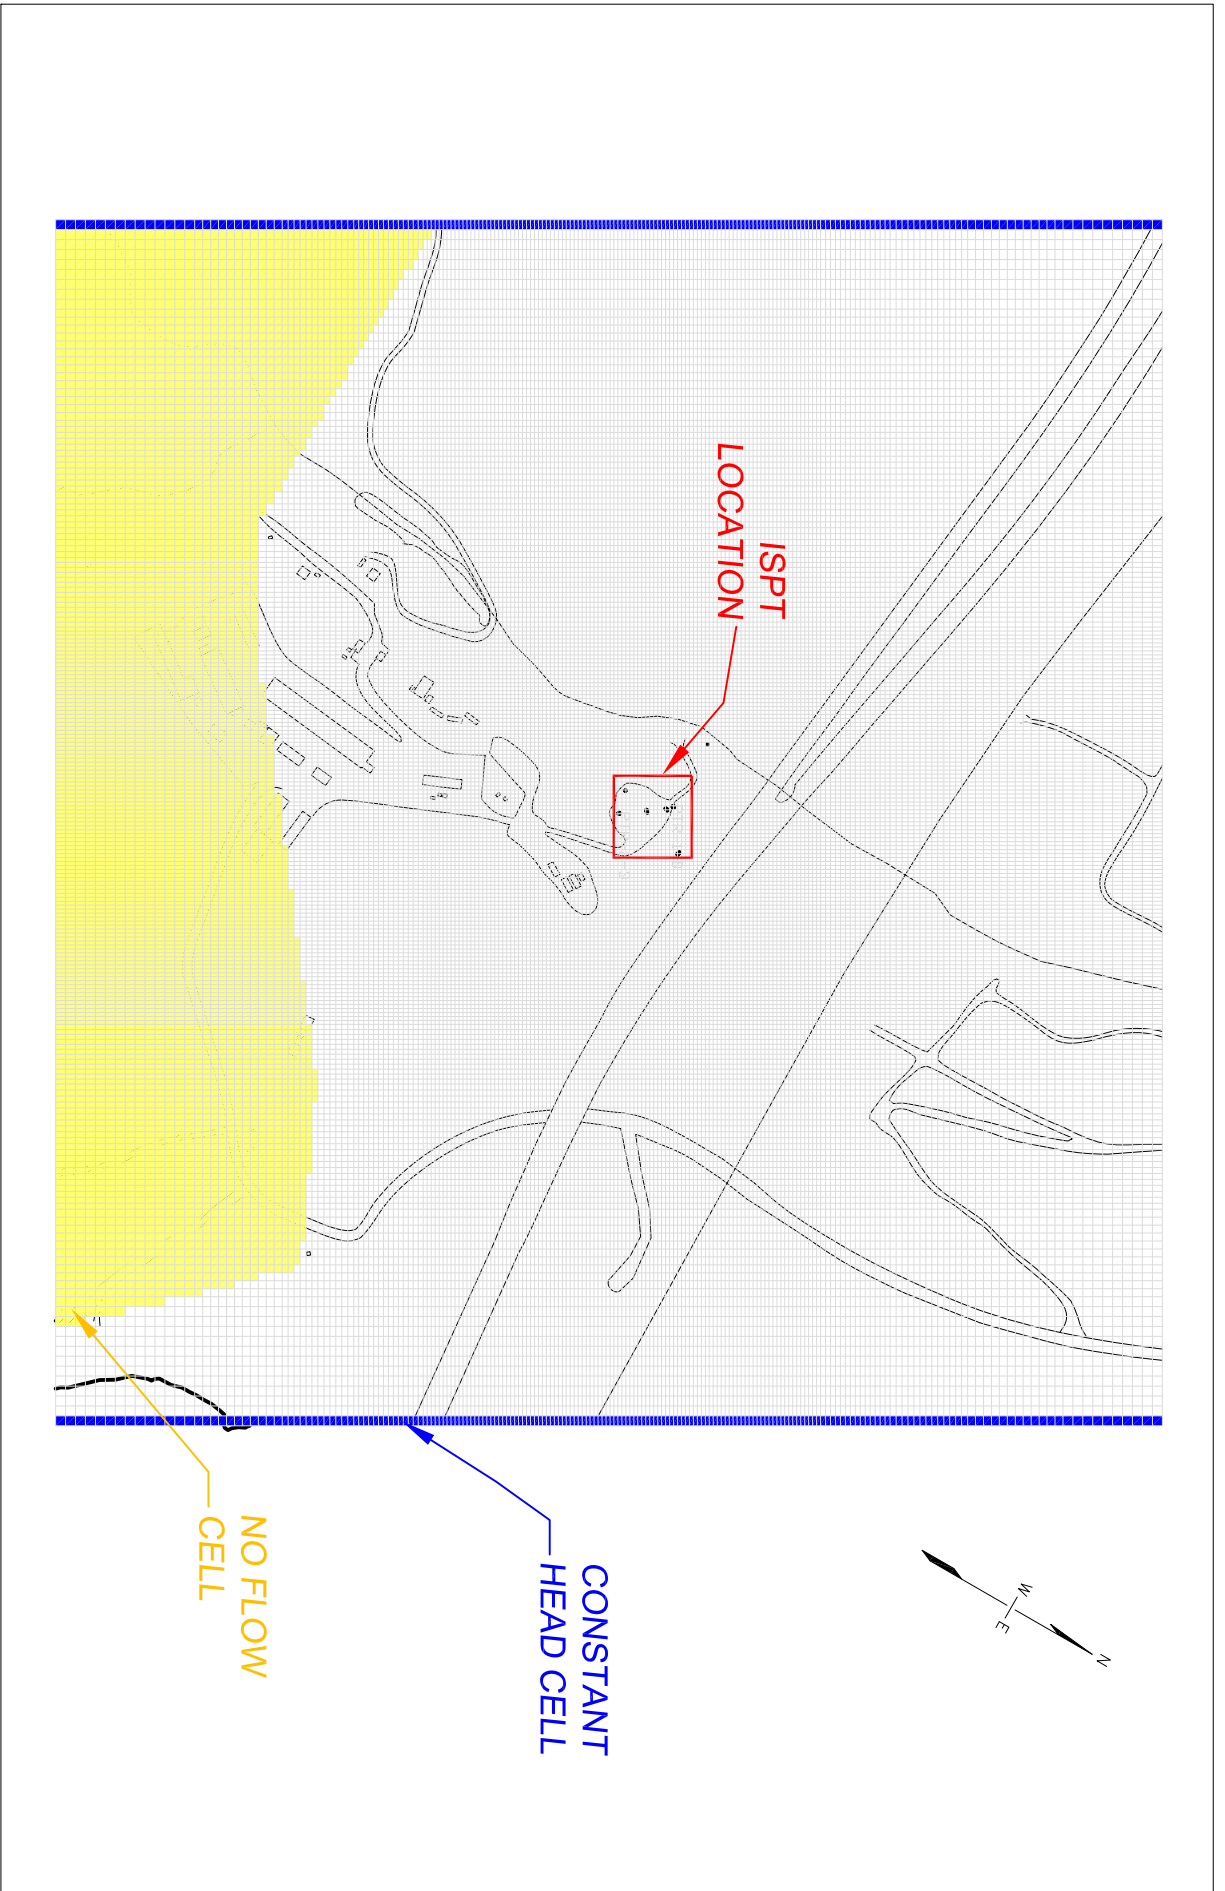 ISPT
LOCATION
CONSTANT
HEAD CELL
NO FLOW
CELL
W
E
N